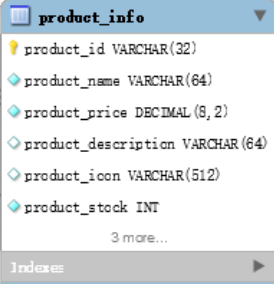 product_info
product_id VARCHAR(32)
product_name VARCHAR(64)
product_price DECIMAL(8,2)
product_description VARCHAR(64)
product_icon VARCHAR(512)
product_stock INT
3 more...
Indexes